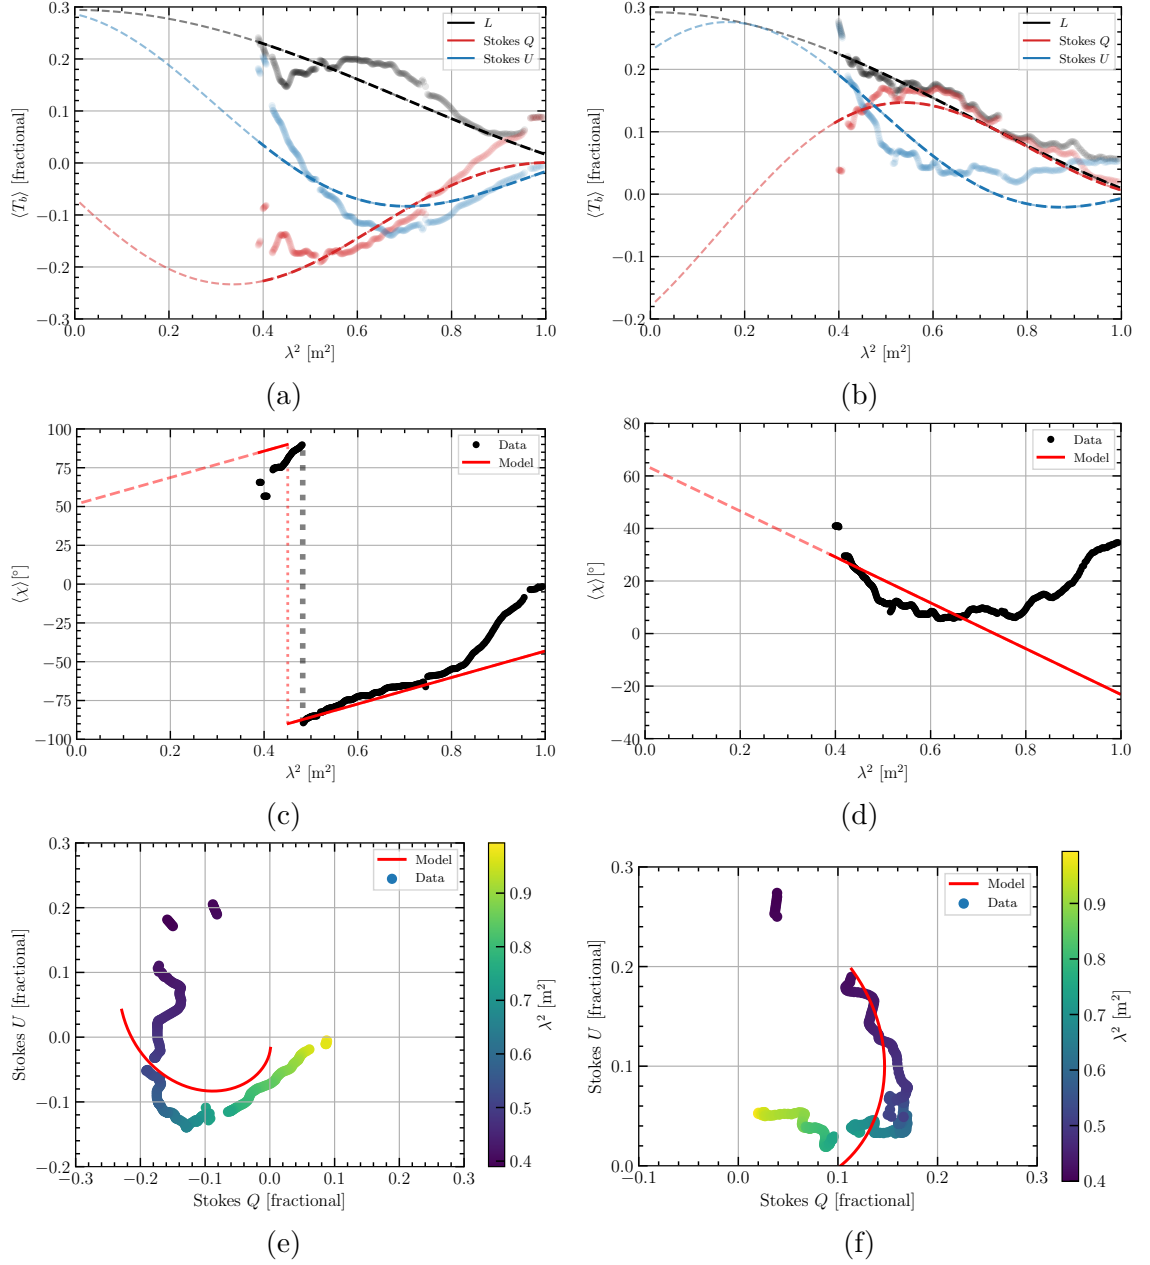 0.3
0.2
0.1
0.0
−0.1
−0.2
−0.3
⟨T_b⟩ [fractional]
L
Stokes Q
Stokes U
0.0 0.2 0.4 0.6 0.8 1.0
λ² [m²]
(a)
0.3
0.2
0.1
0.0
−0.1
−0.2
⟨T_b⟩ [fractional]
L
Stokes Q
Stokes U
0.0 0.2 0.4 0.6 0.8 1.0
λ² [m²]
(b)
100
75
50
25
0
−25
−50
−75
−100
⟨χ⟩[°]
Data
Model
0.0 0.2 0.4 0.6 0.8 1.0
λ² [m²]
(c)
80
60
40
20
0
−20
−40
⟨χ⟩[°]
Data
Model
0.0 0.2 0.4 0.6 0.8 1.0
λ² [m²]
(d)
0.3
0.2
0.1
0.0
−0.1
−0.2
Stokes U [fractional]
Model
Data
−0.3 −0.2 −0.1 0.0 0.1 0.2 0.3
Stokes Q [fractional]
0.9
0.8
0.7
0.6
0.5
0.4
λ² [m²]
(e)
0.3
0.2
0.1
0.0
Stokes U [fractional]
Model
Data
−0.1 0.0 0.1 0.2 0.3
Stokes Q [fractional]
0.9
0.8
0.7
0.6
0.5
0.4
λ² [m²]
(f)